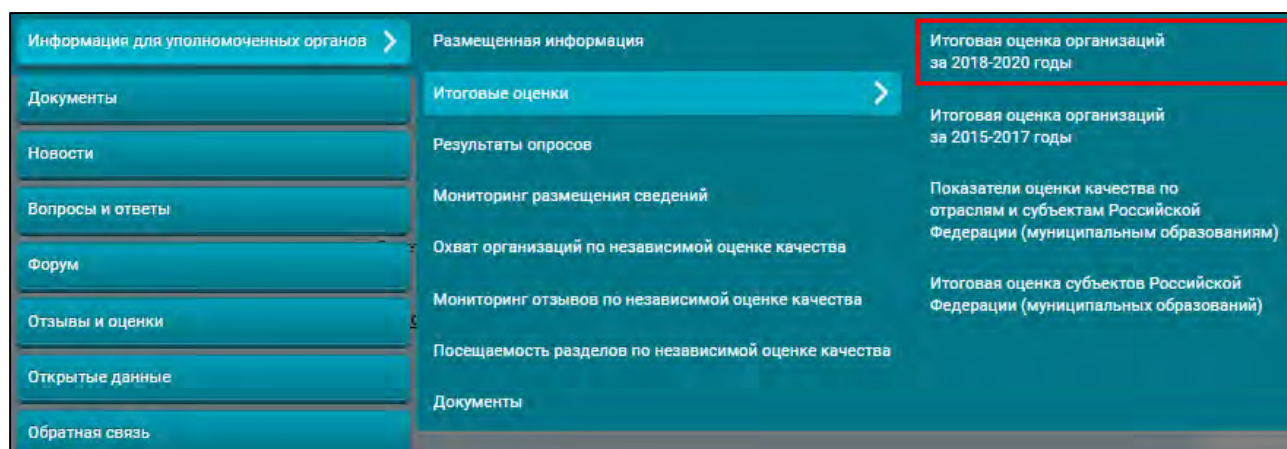 Информация для уполномоченных органов
Документы
Новости
Вопросы и ответы
Форум
Отзывы и оценки
Открытые данные
Обратная связь
Размещенная информация
Итоговые оценки
Результаты опросов
Мониторинг размещения сведений
Охват организаций по независимой оценке качества
Мониторинг отзывов по независимой оценке качества
Посещаемость разделов по независимой оценке качества
Документы
Итоговая оценка организаций
за 2018-2020 годы
Итоговая оценка организаций
за 2015-2017 годы
Показатели оценки качества по
отраслям и субъектам Российской
Федерации (муниципальным образованиям)
Итоговая оценка субъектов Российской
Федерации (муниципальных образований)